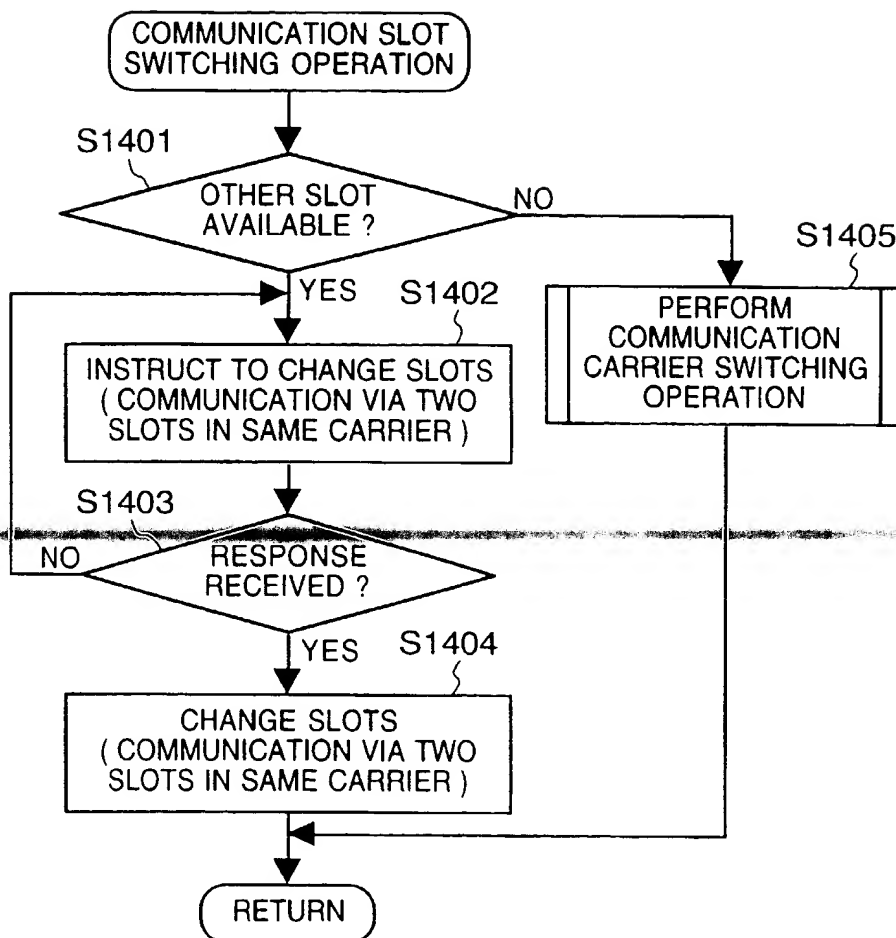 COMMUNICATION SLOT
SWITCHING OPERATION
S1401
OTHER SLOT
AVAILABLE ?
NO
YES
S1405
PERFORM
COMMUNICATION
CARRIER SWITCHING
OPERATION
S1402
INSTRUCT TO CHANGE SLOTS
( COMMUNICATION VIA TWO
SLOTS IN SAME CARRIER )
S1403
RESPONSE
RECEIVED ?
NO
YES
S1404
CHANGE SLOTS
( COMMUNICATION VIA TWO
SLOTS IN SAME CARRIER )
RETURN